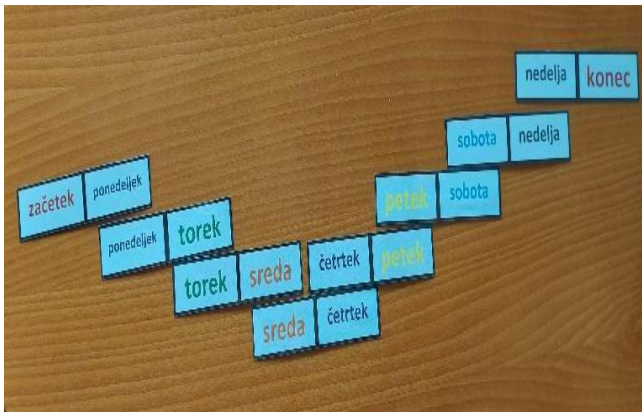 začetek ponedeljek
ponedeljek torek
torek sreda
sreda četrtek
četrtek petek
petek sobota
sobota nedelja
nedelja konec